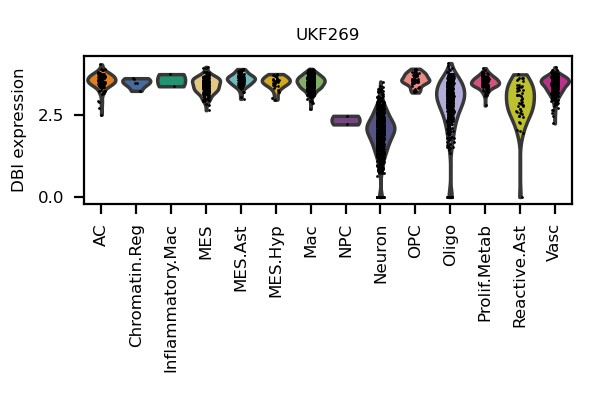 UKF269
DBI expression
2.5
0.0
AC
Chromatin.Reg
Inflammatory.Mac
MES
MES.Ast
MES.Hyp
Mac
NPC
Neuron
OPC
Oligo
Prolif.Metab
Reactive.Ast
Vasc